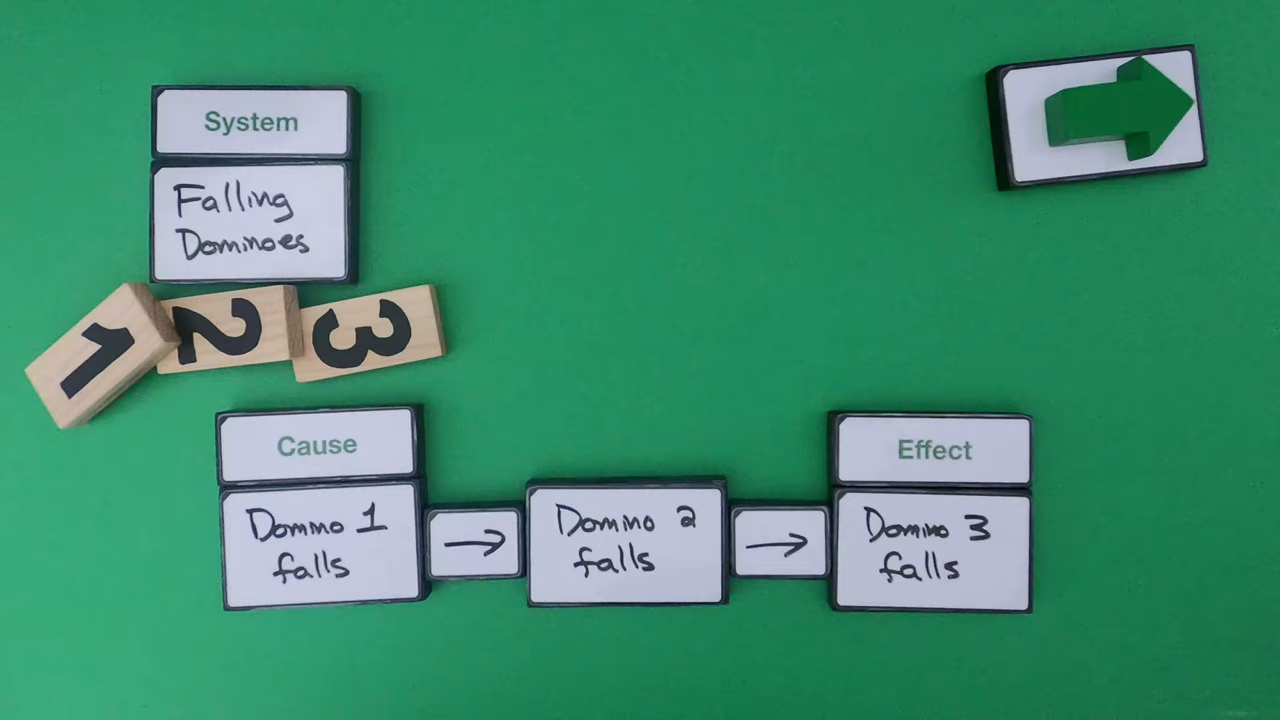 System
Falling
Dominoes
1 2 3
Cause
Domino 1
falls
→
Domino 2
falls
→
Effect
Domino 3
falls